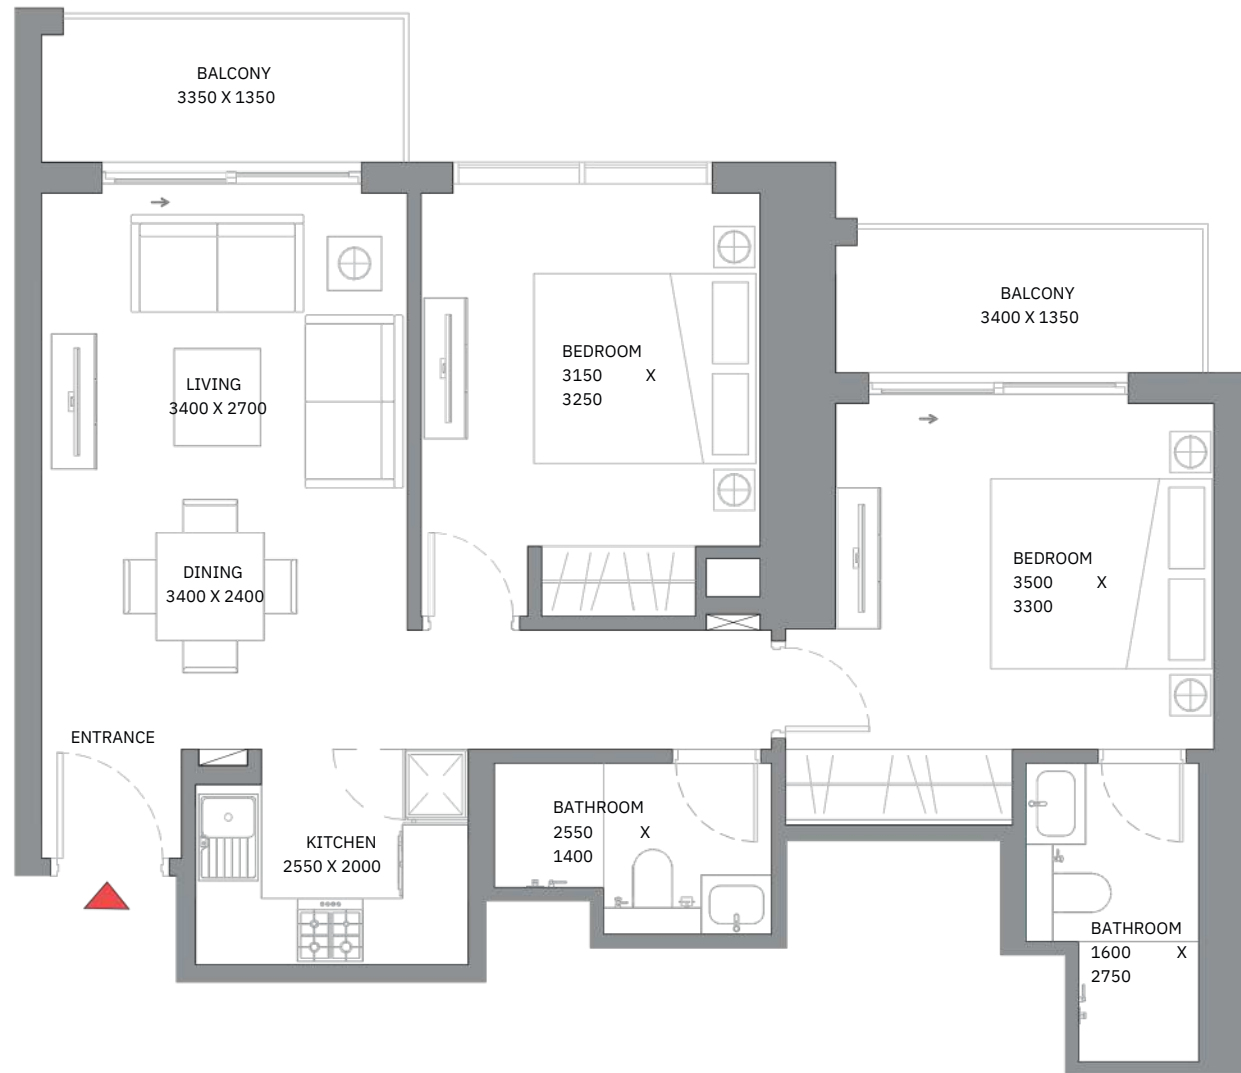 BALCONY
3350 X 1350
BALCONY
3400 X 1350
BEDROOM
3150 X
3250
LIVING
3400 X 2700
BEDROOM
3500 X
3300
DINING
3400 X 2400
ENTRANCE
KITCHEN
2550 X 2000
BATHROOM
2550 X
1400
BATHROOM
1600 X
2750